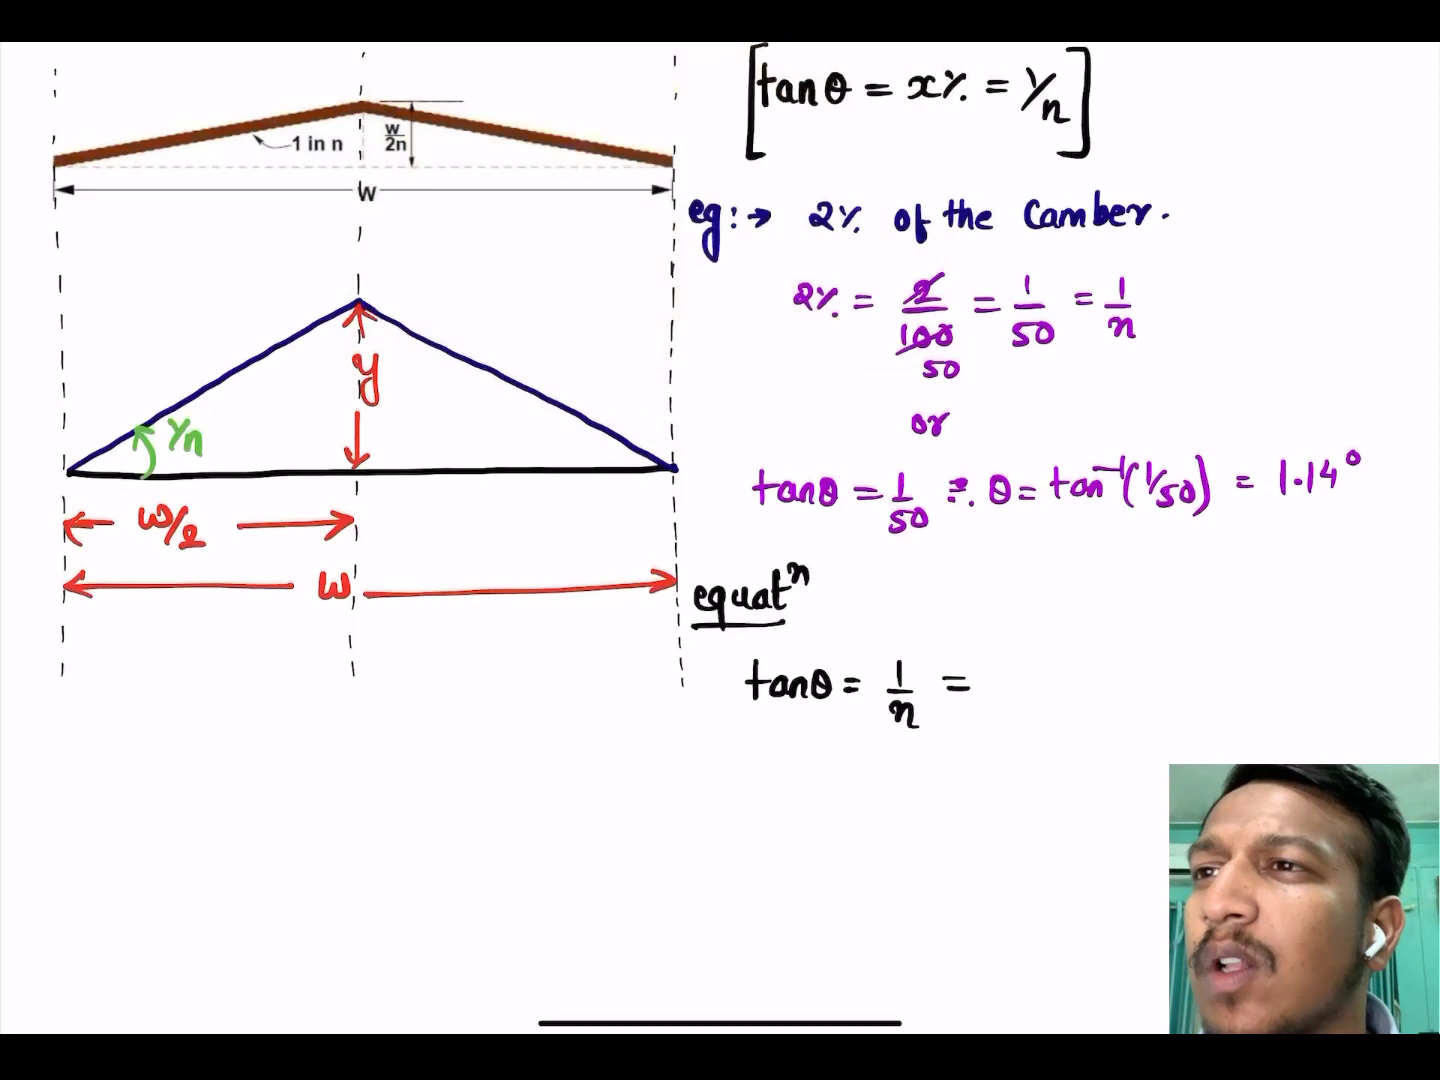 1 in n
w/2n
W
y
1/n
w/2
w
[tanθ = x% = 1/n]
eg:→ 2% of the Camber.
2% = 2/100 = 1/50 = 1/n
50
or
tanθ = 1/50 ∴ θ = tan⁻¹(1/50) = 1.14°
equatⁿ
tanθ = 1/n =